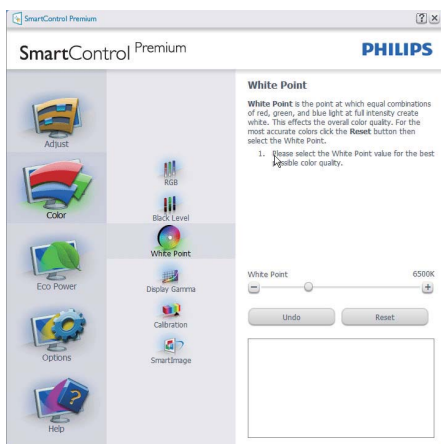 SmartControl Premium
SmartControl Premium
PHILIPS
Adjust
Color
Eco Power
Options
Help
RGB
Black Level
White Point
Display Gamma
Calibration
SmartImage
White Point
White Point is the point at which equal combinations
of red, green, and blue light at full intensity create
white. This effects the overall color quality. For the
most accurate colors click the Reset button then
select the White Point.
1. Please select the White Point value for the best
possible color quality.
White Point 6500K
Undo Reset